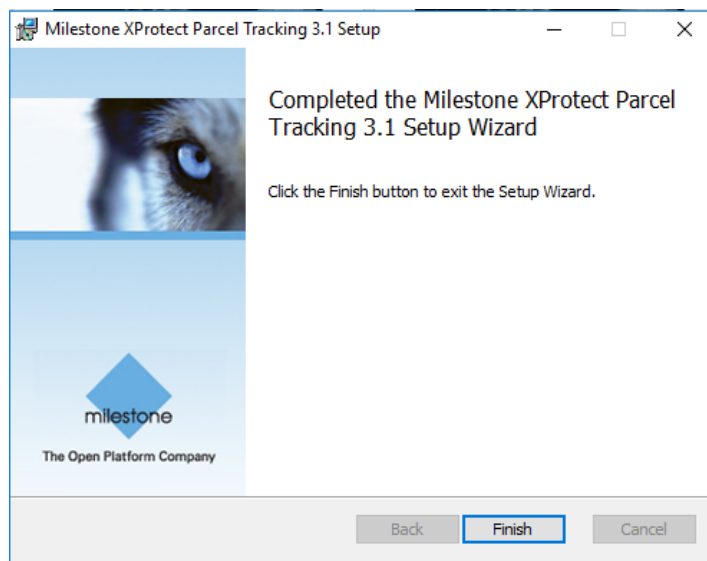 Milestone XProtect Parcel Tracking 3.1 Setup
Completed the Milestone XProtect Parcel
Tracking 3.1 Setup Wizard
Click the Finish button to exit the Setup Wizard.
milestone
The Open Platform Company
Back Finish Cancel